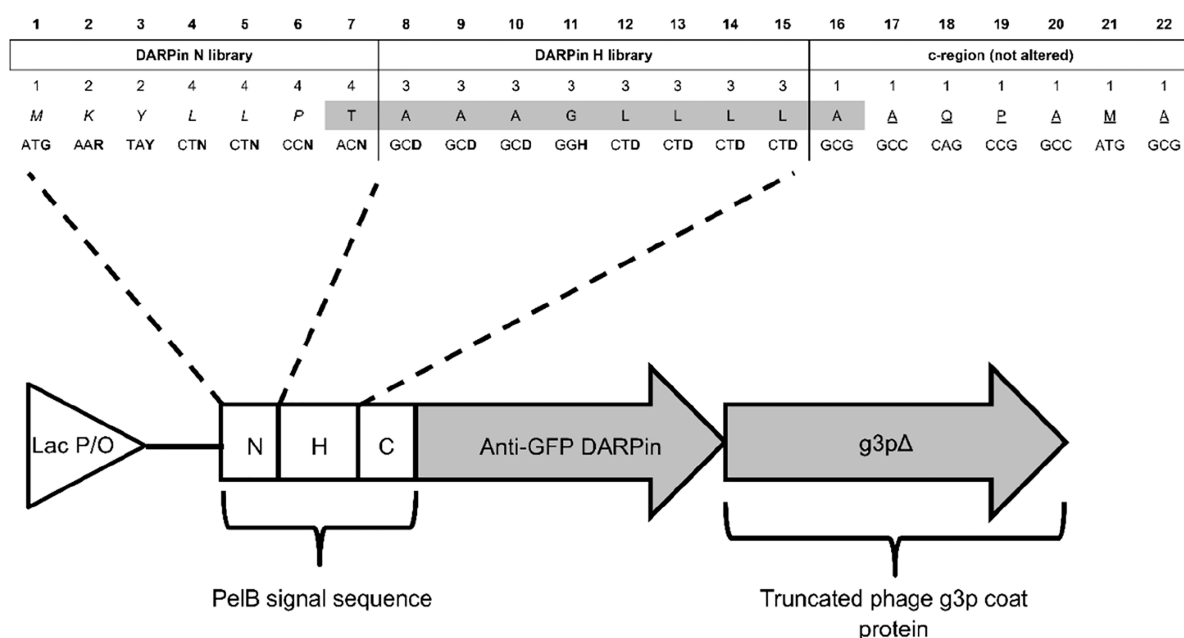 1 2 3 4 5 6 7 8 9 10 11 12 13 14 15 16 17 18 19 20 21 22
DARPin N library DARPin H library c-region (not altered)
1 2 2 4 4 4 4 3 3 3 3 3 3 3 3 1 1 1 1 1 1 1
M K Y L L P T A A A G L L L L A A Q P A M A
ATG AAR TAY CTN CTN CCN ACN GCD GCD GCD GGH CTD CTD CTD CTD GCG GCC CAG CCG GCC ATG GCG
Lac P/O N H C Anti-GFP DARPin g3pΔ
PelB signal sequence Truncated phage g3p coat
protein